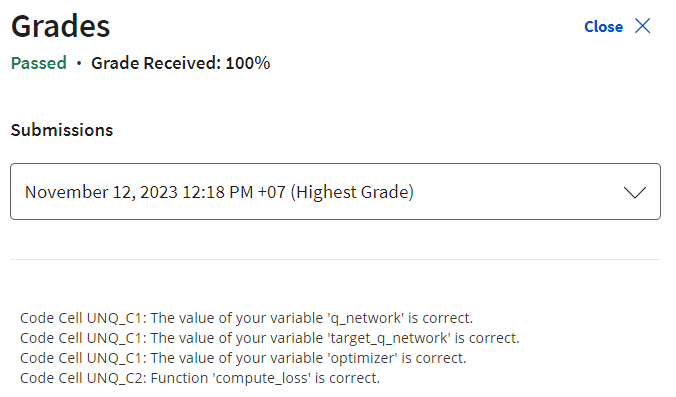 Grades
Close
Passed • Grade Received: 100%
Submissions
November 12, 2023 12:18 PM +07 (Highest Grade)
Code Cell UNQ_C1: The value of your variable 'q_network' is correct.
Code Cell UNQ_C1: The value of your variable 'target_q_network' is correct.
Code Cell UNQ_C1: The value of your variable 'optimizer' is correct.
Code Cell UNQ_C2: Function 'compute_loss' is correct.